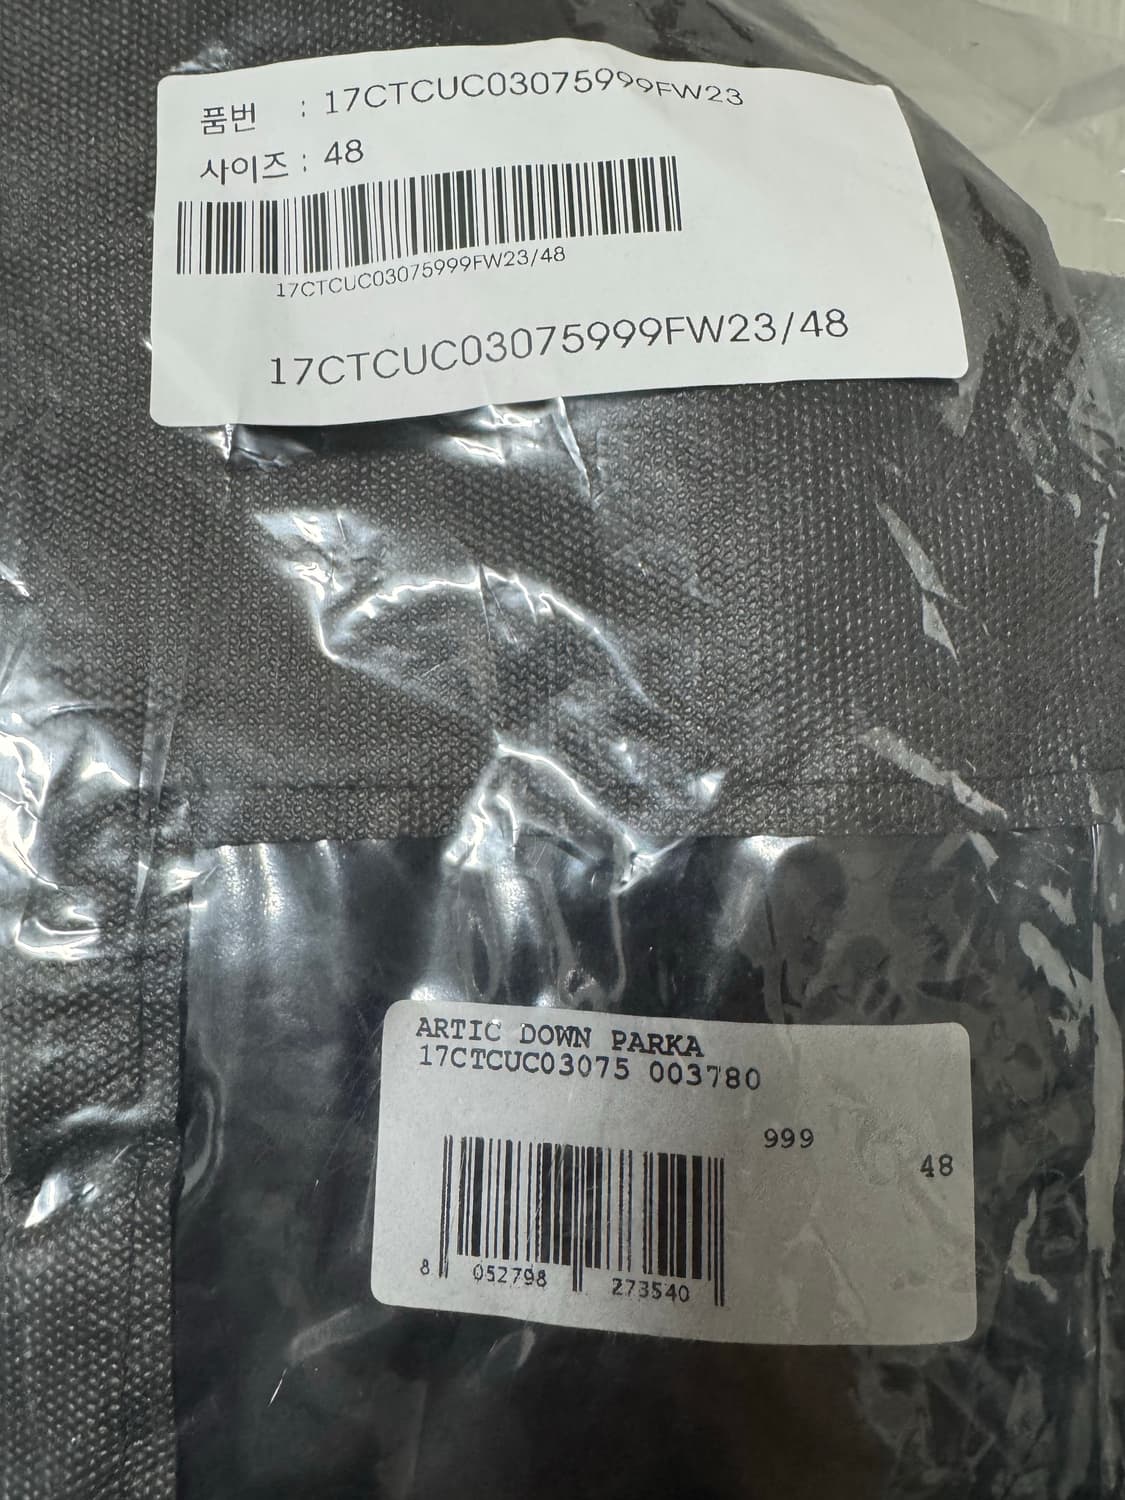 품번 : 17CTCUC03075999FW23
사이즈 : 48
17CTCUC03075999FW23/48
17CTCUC03075999FW23/48
ARTIC DOWN PARKA
17CTCUC03075 003780
999
48
8 052798 273540